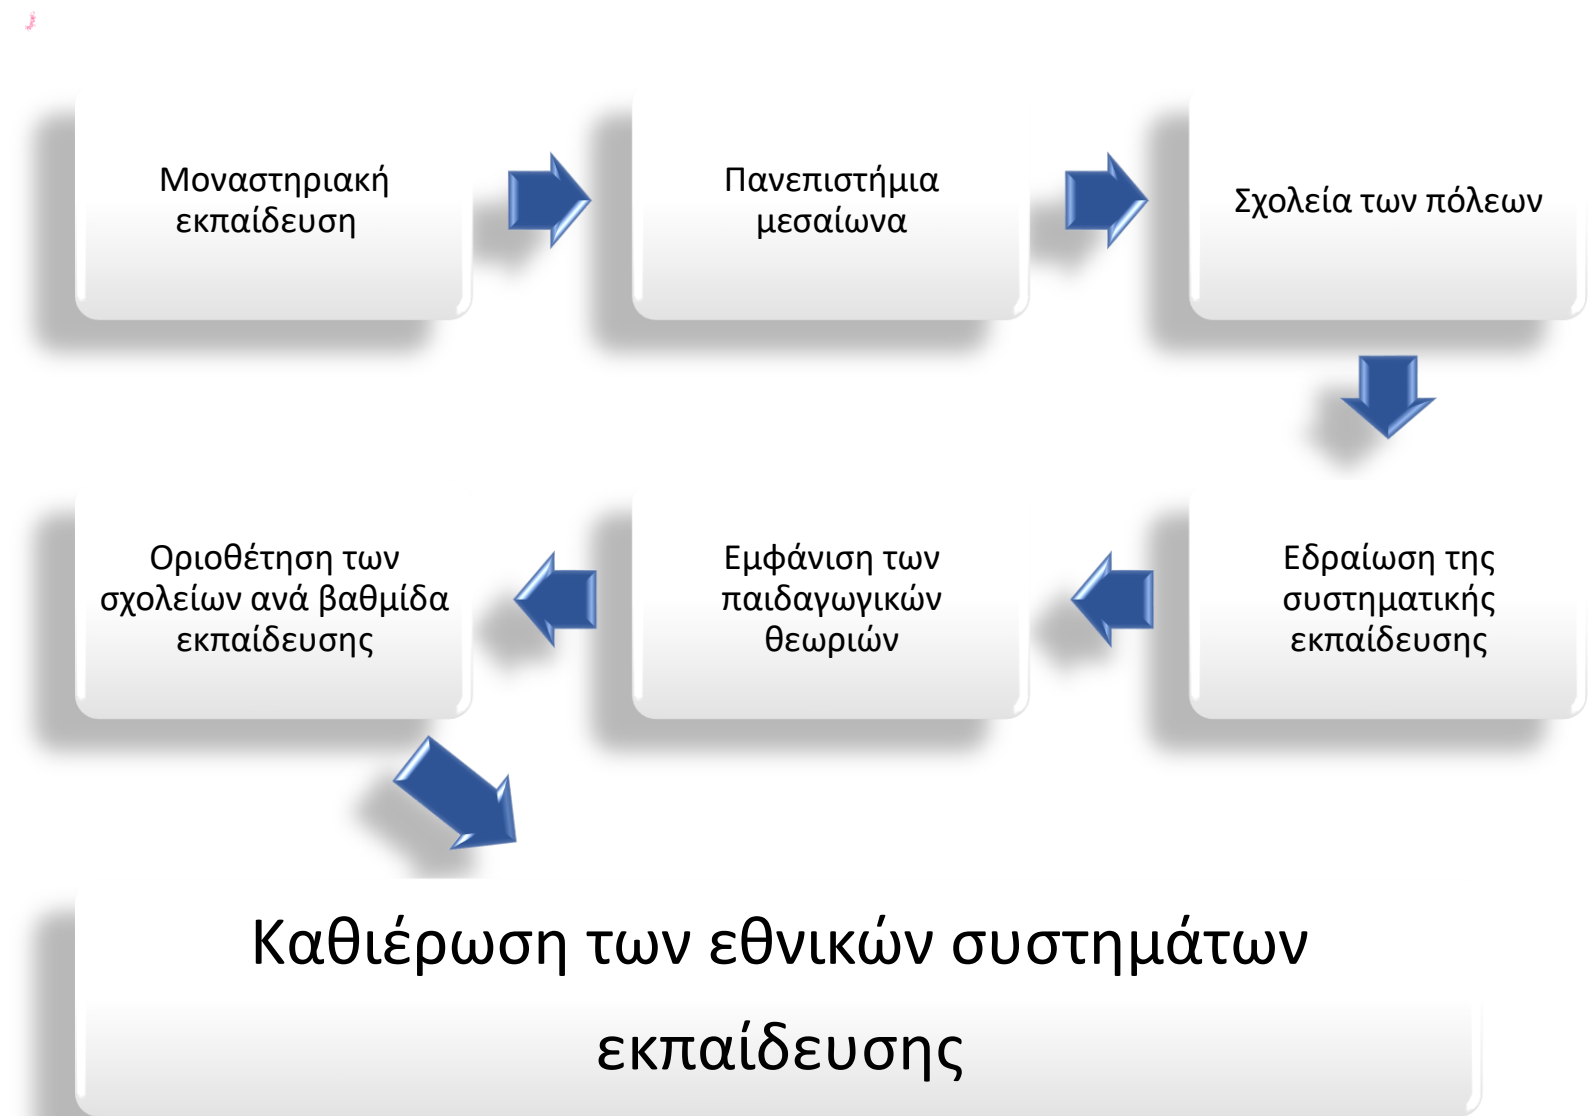 Μοναστηριακή
εκπαίδευση
Πανεπιστήμια
μεσαίωνα
Σχολεία των πόλεων
Εδραίωση της
συστηματικής
εκπαίδευσης
Εμφάνιση των
παιδαγωγικών
θεωριών
Οριοθέτηση των
σχολείων ανά βαθμίδα
εκπαίδευσης
Καθιέρωση των εθνικών συστημάτων
εκπαίδευσης